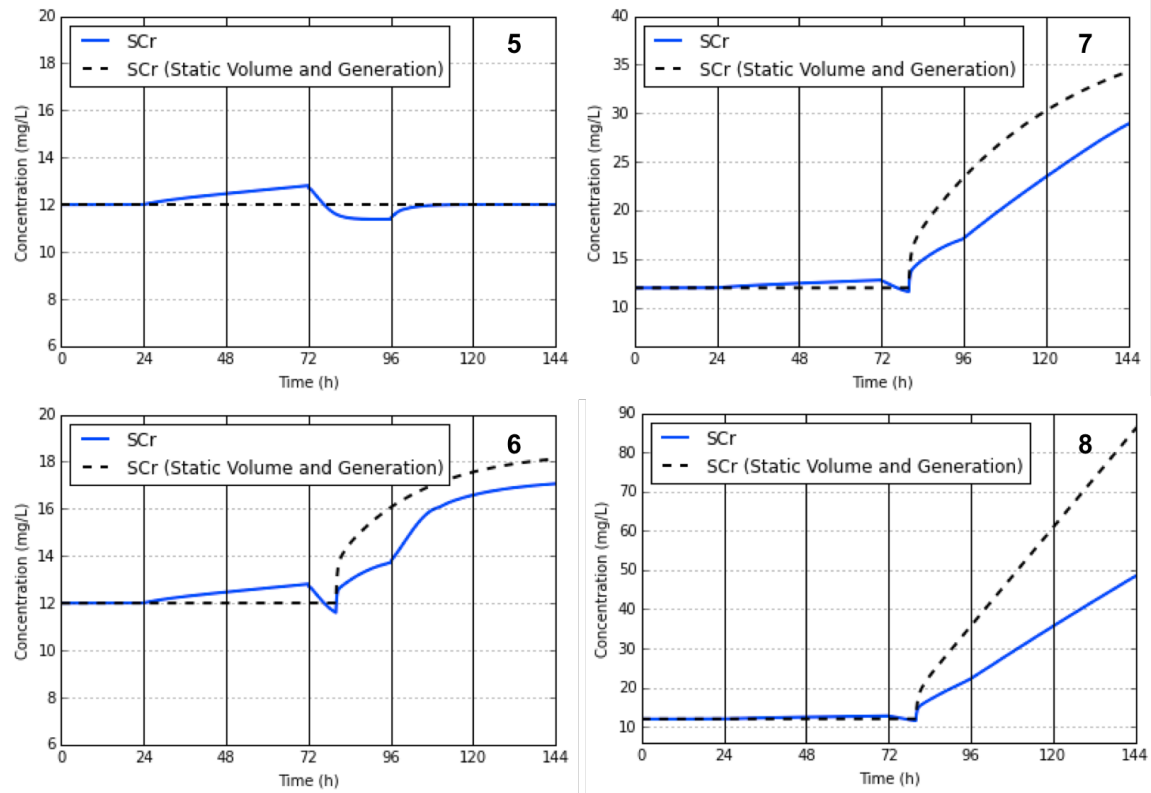 5
SCr
SCr (Static Volume and Generation)
Concentration (mg/L)
20
18
16
14
12
10
8
6
0 24 48 72 96 120 144
Time (h)
7
SCr
SCr (Static Volume and Generation)
Concentration (mg/L)
40
35
30
25
20
15
10
0 24 48 72 96 120 144
Time (h)
6
SCr
SCr (Static Volume and Generation)
Concentration (mg/L)
20
18
16
14
12
10
8
6
0 24 48 72 96 120 144
Time (h)
8
SCr
SCr (Static Volume and Generation)
Concentration (mg/L)
90
80
70
60
50
40
30
20
10
0 24 48 72 96 120 144
Time (h)